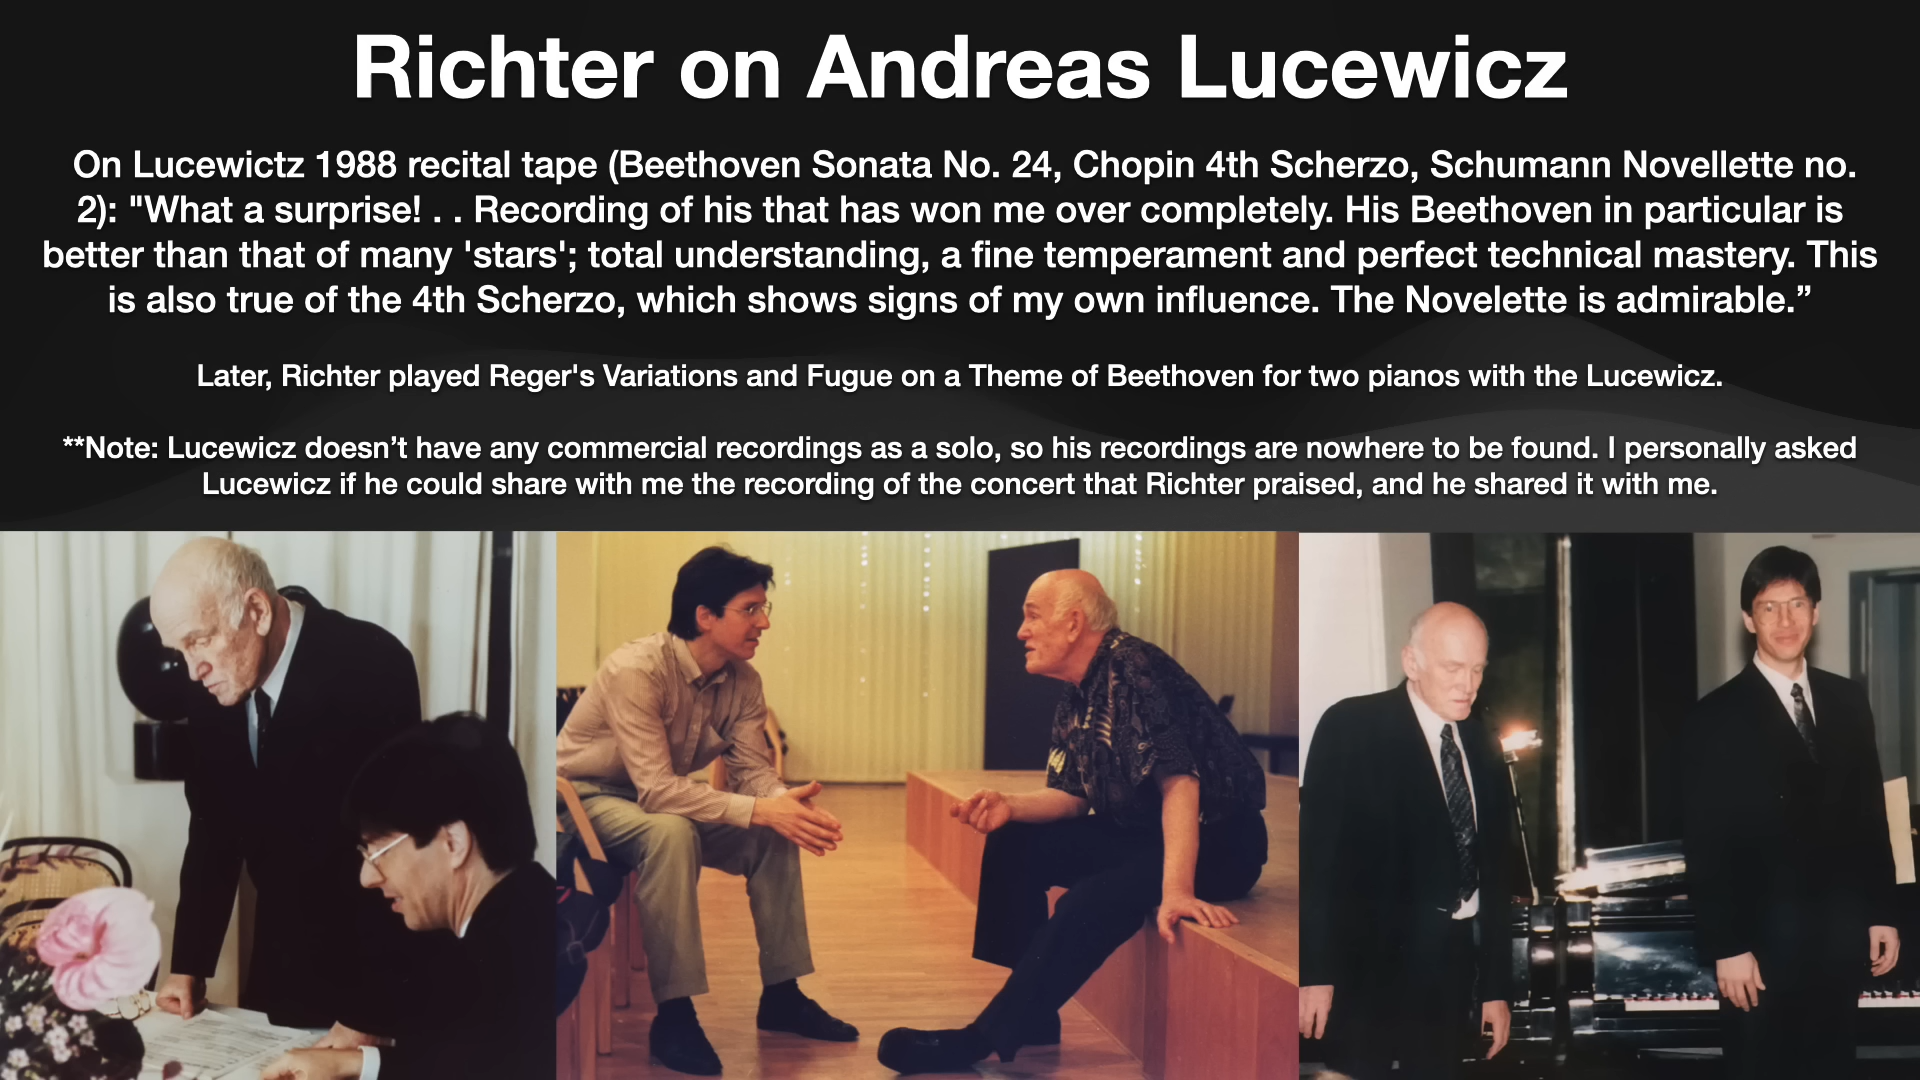 Richter on Andreas Lucewicz
On Lucewictz 1988 recital tape (Beethoven Sonata No. 24, Chopin 4th Scherzo, Schumann Novellette no.
2): "What a surprise! . . Recording of his that has won me over completely. His Beethoven in particular is
better than that of many 'stars'; total understanding, a fine temperament and perfect technical mastery. This
is also true of the 4th Scherzo, which shows signs of my own influence. The Novelette is admirable.”
Later, Richter played Reger's Variations and Fugue on a Theme of Beethoven for two pianos with the Lucewicz.
**Note: Lucewicz doesn’t have any commercial recordings as a solo, so his recordings are nowhere to be found. I personally asked
Lucewicz if he could share with me the recording of the concert that Richter praised, and he shared it with me.